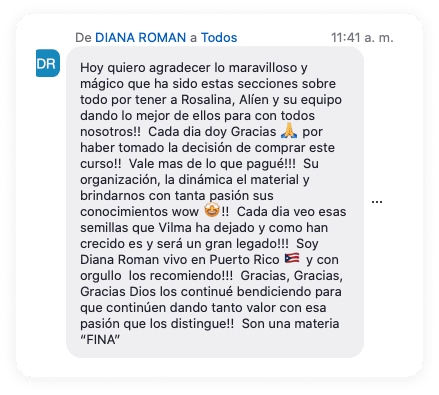 De DIANA ROMAN a Todos 11:41 a. m.
DR
Hoy quiero agradecer lo maravilloso y
mágico que ha sido estas secciones sobre
todo por tener a Rosalina, Alíen y su equipo
dando lo mejor de ellos para con todos
nosotros!!  Cada dia doy Gracias 🙏 por
haber tomado la decisión de comprar este
curso!!  Vale mas de lo que pagué!!!  Su
organización, la dinámica el material y
brindarnos con tanta pasión sus
conocimientos wow 🤩!!  Cada dia veo esas
semillas que Vilma ha dejado y como han
crecido es y será un gran legado!!!  Soy
Diana Roman vivo en Puerto Rico 🇵🇷 y con
orgullo  los recomiendo!!!  Gracias, Gracias,
Gracias Dios los continué bendiciendo para
que continúen dando tanto valor con esa
pasión que los distingue!!  Son una materia
“FINA”
...